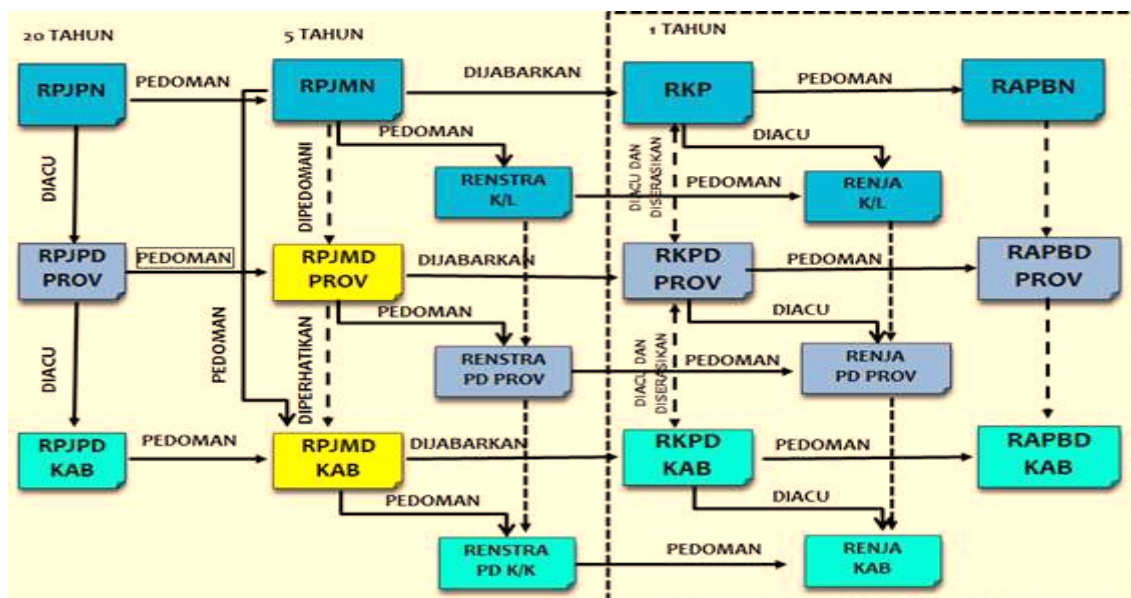 20 TAHUN
5 TAHUN
1 TAHUN
RPJPN
PEDOMAN
RPJMN
DIJABARKAN
RKP
PEDOMAN
RAPBN
DIACU
DIPEDOMANI
PEDOMAN
RENSTRA
K/L
PEDOMAN
DIACU DAN
DISERASIKAN
DIACU
RENJA
K/L
RPJPD
PROV
PEDOMAN
RPJMD
PROV
DIJABARKAN
RKPD
PROV
PEDOMAN
RAPBD
PROV
DIACU
PEDOMAN
DIPERHATIKAN
PEDOMAN
RENSTRA
PD PROV
PEDOMAN
DIACU DAN
DISERASIKAN
DIACU
RENJA
PD PROV
RPJPD
KAB
PEDOMAN
RPJMD
KAB
DIJABARKAN
RKPD
KAB
PEDOMAN
RAPBD
KAB
PEDOMAN
RENSTRA
PD K/K
PEDOMAN
DIACU
RENJA
KAB